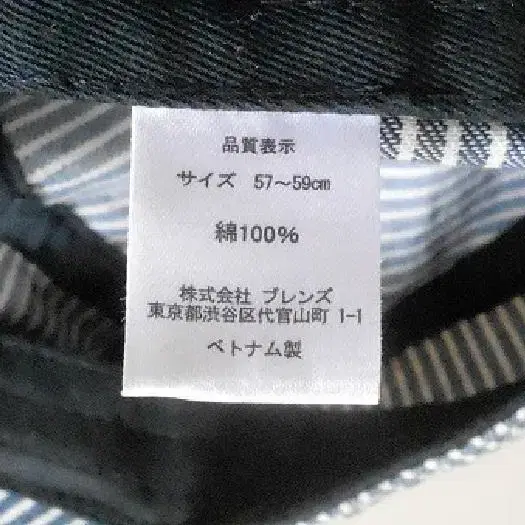 品質表示
サイズ 57〜59cm
綿100%
株式会社 ブレンズ
東京都渋谷区代官山町 1-1
ベトナム製